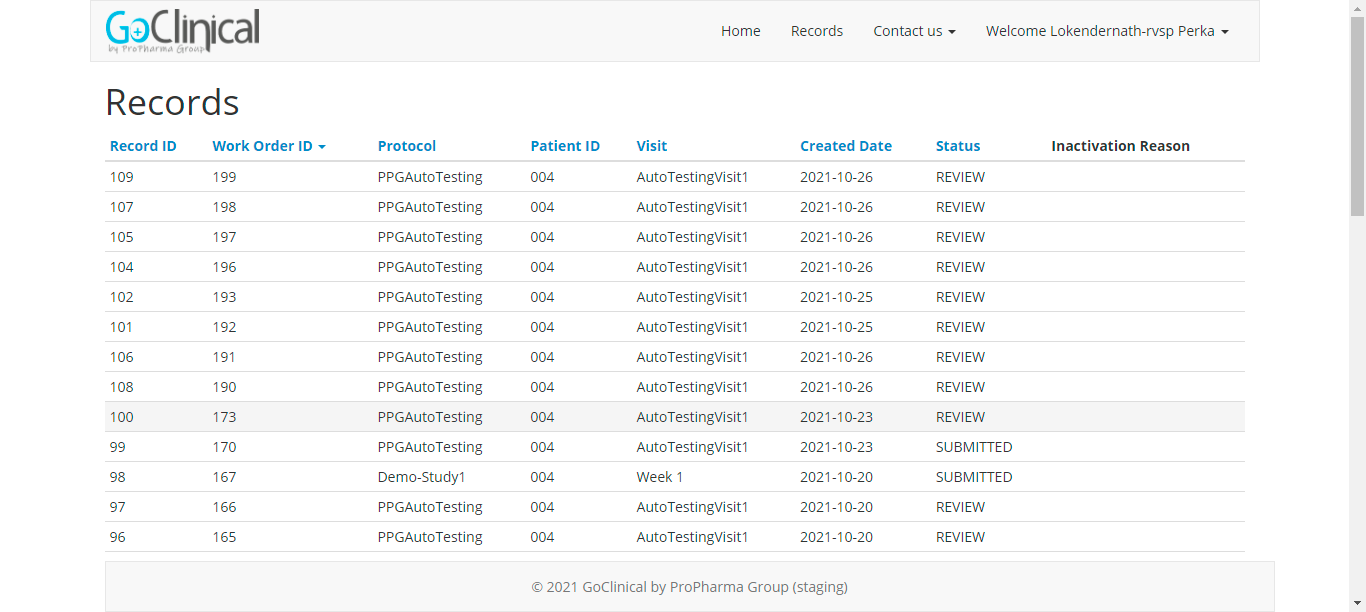 GoClinical
by ProPharma Group
Home Records Contact us Welcome Lokendernath-rvsp Perka
Records
Record ID Work Order ID Protocol Patient ID Visit Created Date Status Inactivation Reason
109 199 PPGAutoTesting 004 AutoTestingVisit1 2021-10-26 REVIEW
107 198 PPGAutoTesting 004 AutoTestingVisit1 2021-10-26 REVIEW
105 197 PPGAutoTesting 004 AutoTestingVisit1 2021-10-26 REVIEW
104 196 PPGAutoTesting 004 AutoTestingVisit1 2021-10-26 REVIEW
102 193 PPGAutoTesting 004 AutoTestingVisit1 2021-10-25 REVIEW
101 192 PPGAutoTesting 004 AutoTestingVisit1 2021-10-25 REVIEW
106 191 PPGAutoTesting 004 AutoTestingVisit1 2021-10-26 REVIEW
108 190 PPGAutoTesting 004 AutoTestingVisit1 2021-10-26 REVIEW
100 173 PPGAutoTesting 004 AutoTestingVisit1 2021-10-23 REVIEW
99 170 PPGAutoTesting 004 AutoTestingVisit1 2021-10-23 SUBMITTED
98 167 Demo-Study1 004 Week 1 2021-10-20 SUBMITTED
97 166 PPGAutoTesting 004 AutoTestingVisit1 2021-10-20 REVIEW
96 165 PPGAutoTesting 004 AutoTestingVisit1 2021-10-20 REVIEW
© 2021 GoClinical by ProPharma Group (staging)